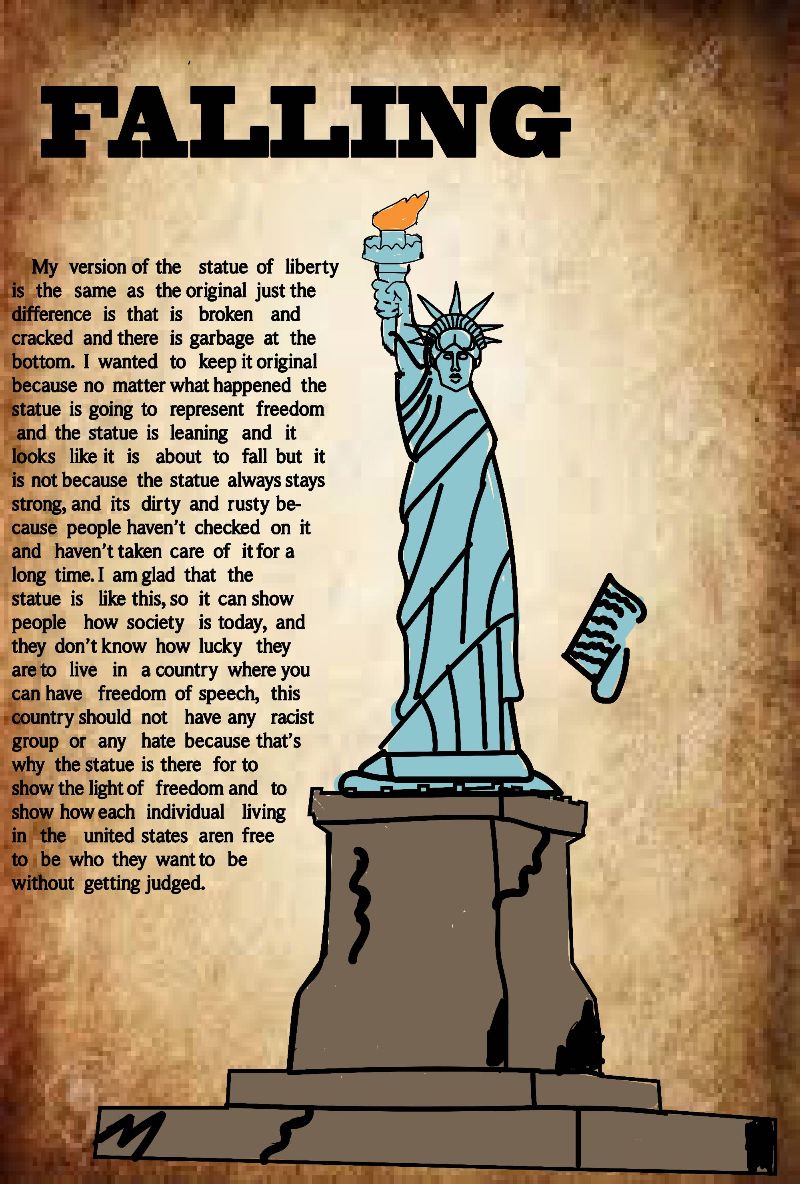 FALLING
My version of the statue of liberty
is the same as the original just the
difference is that is broken and
cracked and there is garbage at the
bottom. I wanted to keep it original
because no matter what happened the
statue is going to represent freedom
and the statue is leaning and it
looks like it is about to fall but it
is not because the statue always stays
strong, and its dirty and rusty be-
cause people haven't checked on it
and haven't taken care of it for a
long time. I am glad that the
statue is like this, so it can show
people how society is today, and
they don't know how lucky they
are to live in a country where you
can have freedom of speech, this
country should not have any racist
group or any hate because that's
why the statue is there for to
show the light of freedom and to
show how each individual living
in the united states aren free
to be who they want to be
without getting judged.